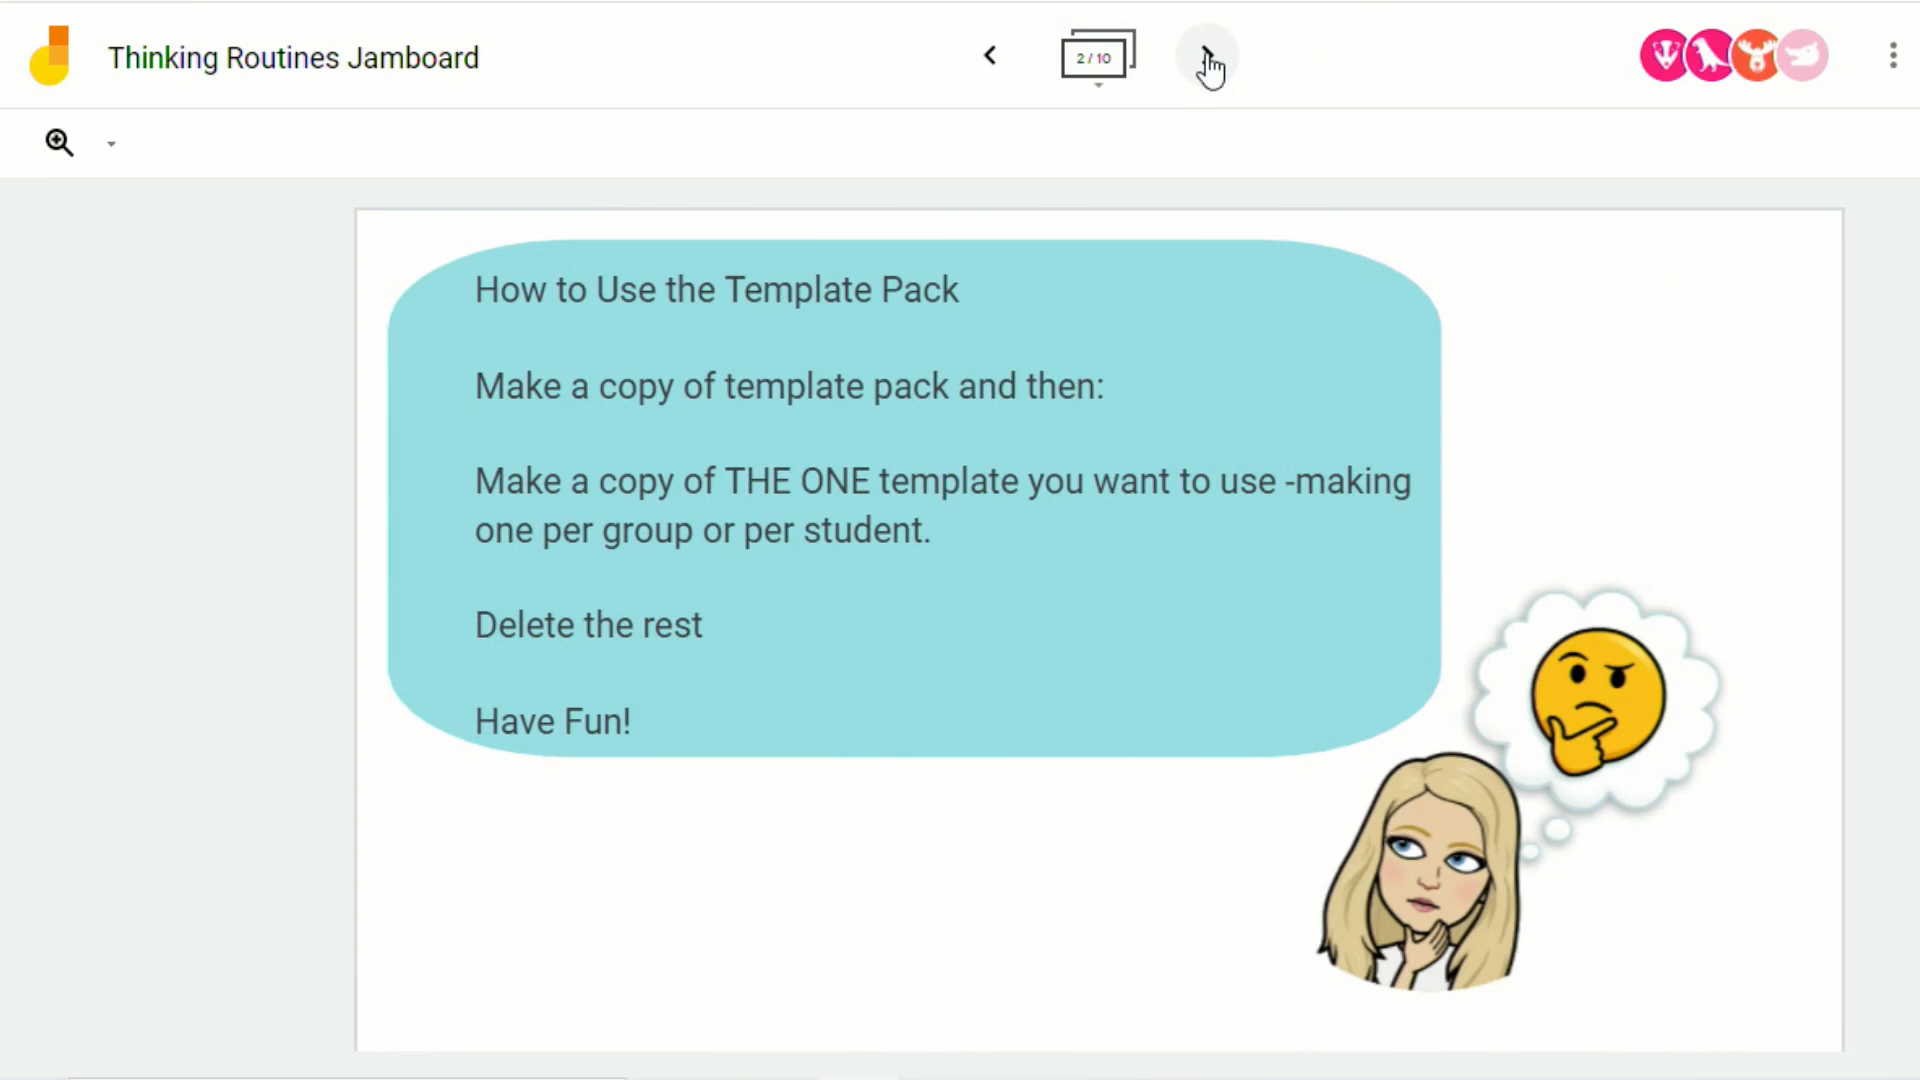 Thinking Routines Jamboard
2 / 10
How to Use the Template Pack
Make a copy of template pack and then:
Make a copy of THE ONE template you want to use -making
one per group or per student.
Delete the rest
Have Fun!